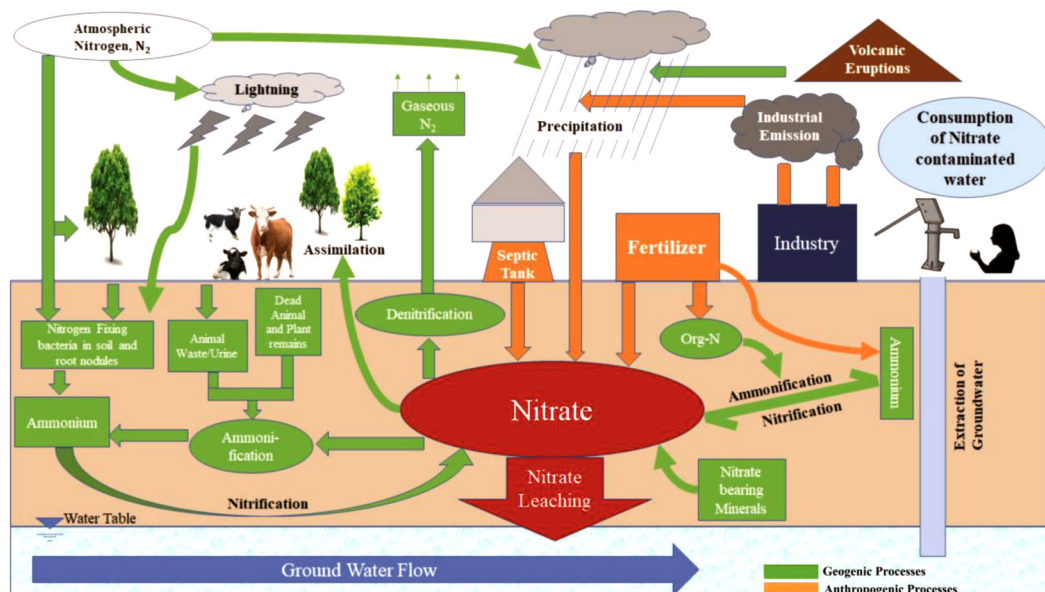 Atmospheric
Nitrogen, N₂
Lightning
Gaseous
N₂
Precipitation
Volcanic
Eruptions
Industrial
Emission
Consumption
of Nitrate
contaminated
water
Assimilation
Septic
Tank
Fertilizer
Industry
Nitrogen Fixing
bacteria in soil and
root nodules
Animal
Waste/Urine
Dead
Animal
and Plant
remains
Denitrification
Org-N
Ammonification
Nitrification
Ammonium
Extraction of
Groundwater
Ammonium
Ammoni-
fication
Nitrate
Nitrification
Nitrate
Leaching
Nitrate
bearing
Minerals
Water Table
Ground Water Flow
Geogenic Processes
Anthropogenic Processes